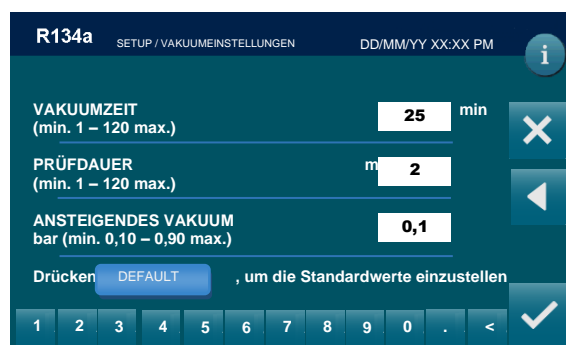 R134a SETUP / VAKUUMEINSTELLUNGEN DD/MM/YY XX:XX PM i
VAKUUMZEIT 25 min
(min. 1 – 120 max.)
PRÜFDAUER m 2
(min. 1 – 120 max.)
ANSTEIGENDES VAKUUM 0,1
bar (min. 0,10 – 0,90 max.)
Drücken DEFAULT , um die Standardwerte einzustellen
1 2 3 4 5 6 7 8 9 0 . <